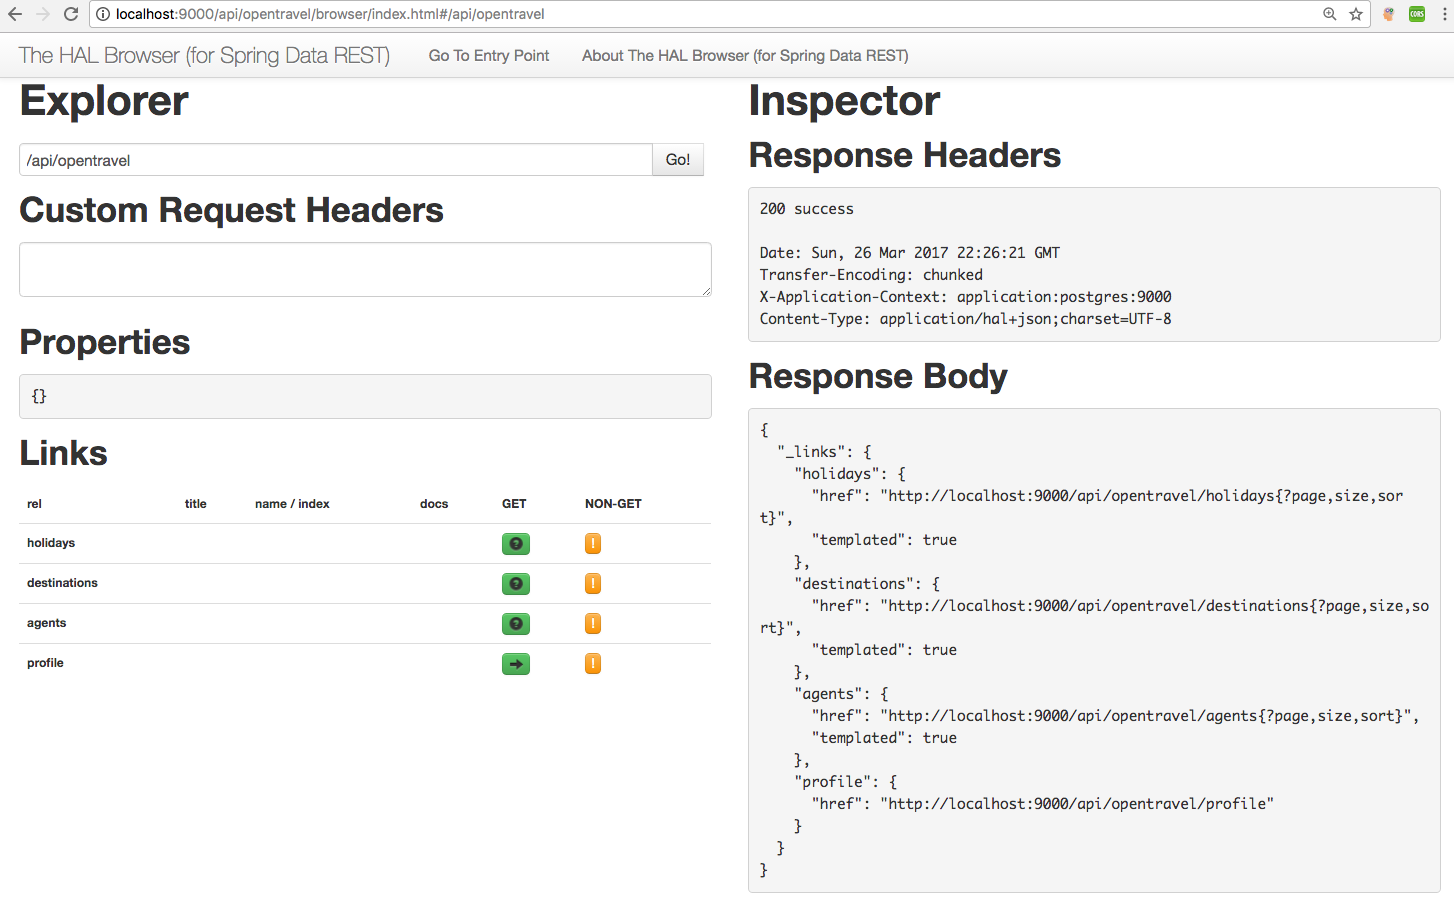 localhost:9000/api/opentravel/browser/index.html#/api/opentravel
CORS
The HAL Browser (for Spring Data REST)
Go To Entry Point
About The HAL Browser (for Spring Data REST)
Explorer
/api/opentravel
Go!
Custom Request Headers
Properties
{}
Links
rel title name / index docs GET NON-GET
holidays ? !
destinations ? !
agents ? !
profile !
Inspector
Response Headers
200 success
Date: Sun, 26 Mar 2017 22:26:21 GMT
Transfer-Encoding: chunked
X-Application-Context: application:postgres:9000
Content-Type: application/hal+json;charset=UTF-8
Response Body
{
  "_links": {
    "holidays": {
      "href": "http://localhost:9000/api/opentravel/holidays{?page,size,sor
t}",
      "templated": true
    },
    "destinations": {
      "href": "http://localhost:9000/api/opentravel/destinations{?page,size,so
rt}",
      "templated": true
    },
    "agents": {
      "href": "http://localhost:9000/api/opentravel/agents{?page,size,sort}",
      "templated": true
    },
    "profile": {
      "href": "http://localhost:9000/api/opentravel/profile"
    }
  }
}